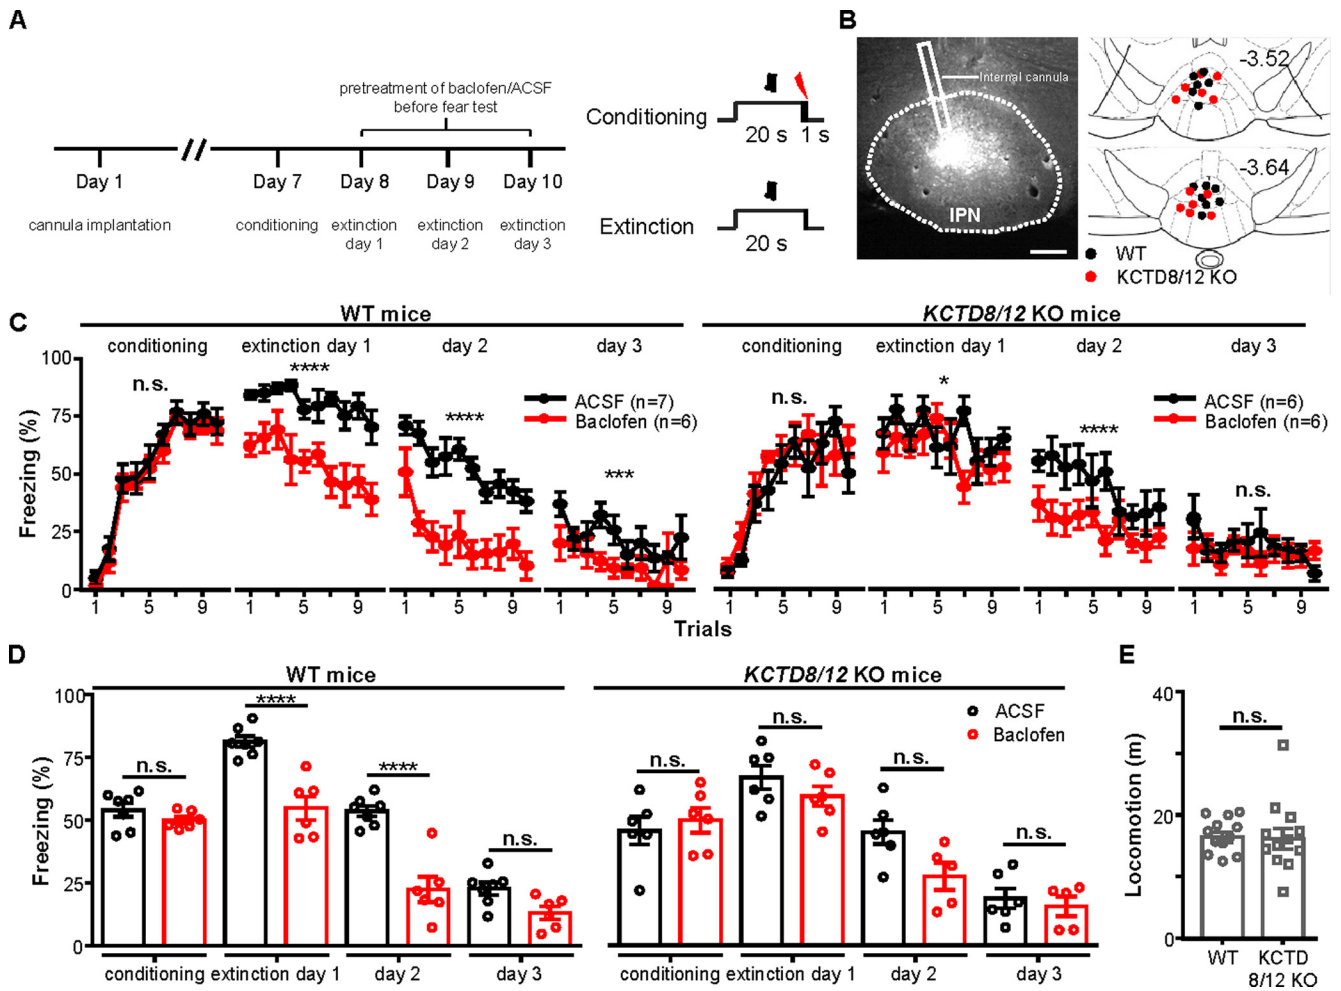 A
pretreatment of baclofen/ACSF
before fear test
Day 1
Day 7
Day 8
Day 9
Day 10
cannula implantation
conditioning
extinction
day 1
extinction
day 2
extinction
day 3
Conditioning
20 s
1 s
Extinction
20 s
B
Internal cannula
IPN
-3.52
-3.64
WT
KCTD8/12 KO
C
WT mice
KCTD8/12 KO mice
conditioning
extinction day 1
day 2
day 3
conditioning
extinction day 1
day 2
day 3
n.s.
****
****
***
n.s.
*
****
n.s.
ACSF (n=7)
Baclofen (n=6)
ACSF (n=6)
Baclofen (n=6)
Freezing (%)
100
75
50
25
0
1 5 9 1 5 9 1 5 9 1 5 9
1 5 9 1 5 9 1 5 9 1 5 9
Trials
D
WT mice
KCTD8/12 KO mice
n.s.
****
****
n.s.
n.s.
n.s.
n.s.
n.s.
ACSF
Baclofen
Freezing (%)
100
75
50
25
0
conditioning
extinction day 1
day 2
day 3
conditioning
extinction day 1
day 2
day 3
E
n.s.
Locomotion (m)
40
20
0
WT
KCTD
8/12 KO